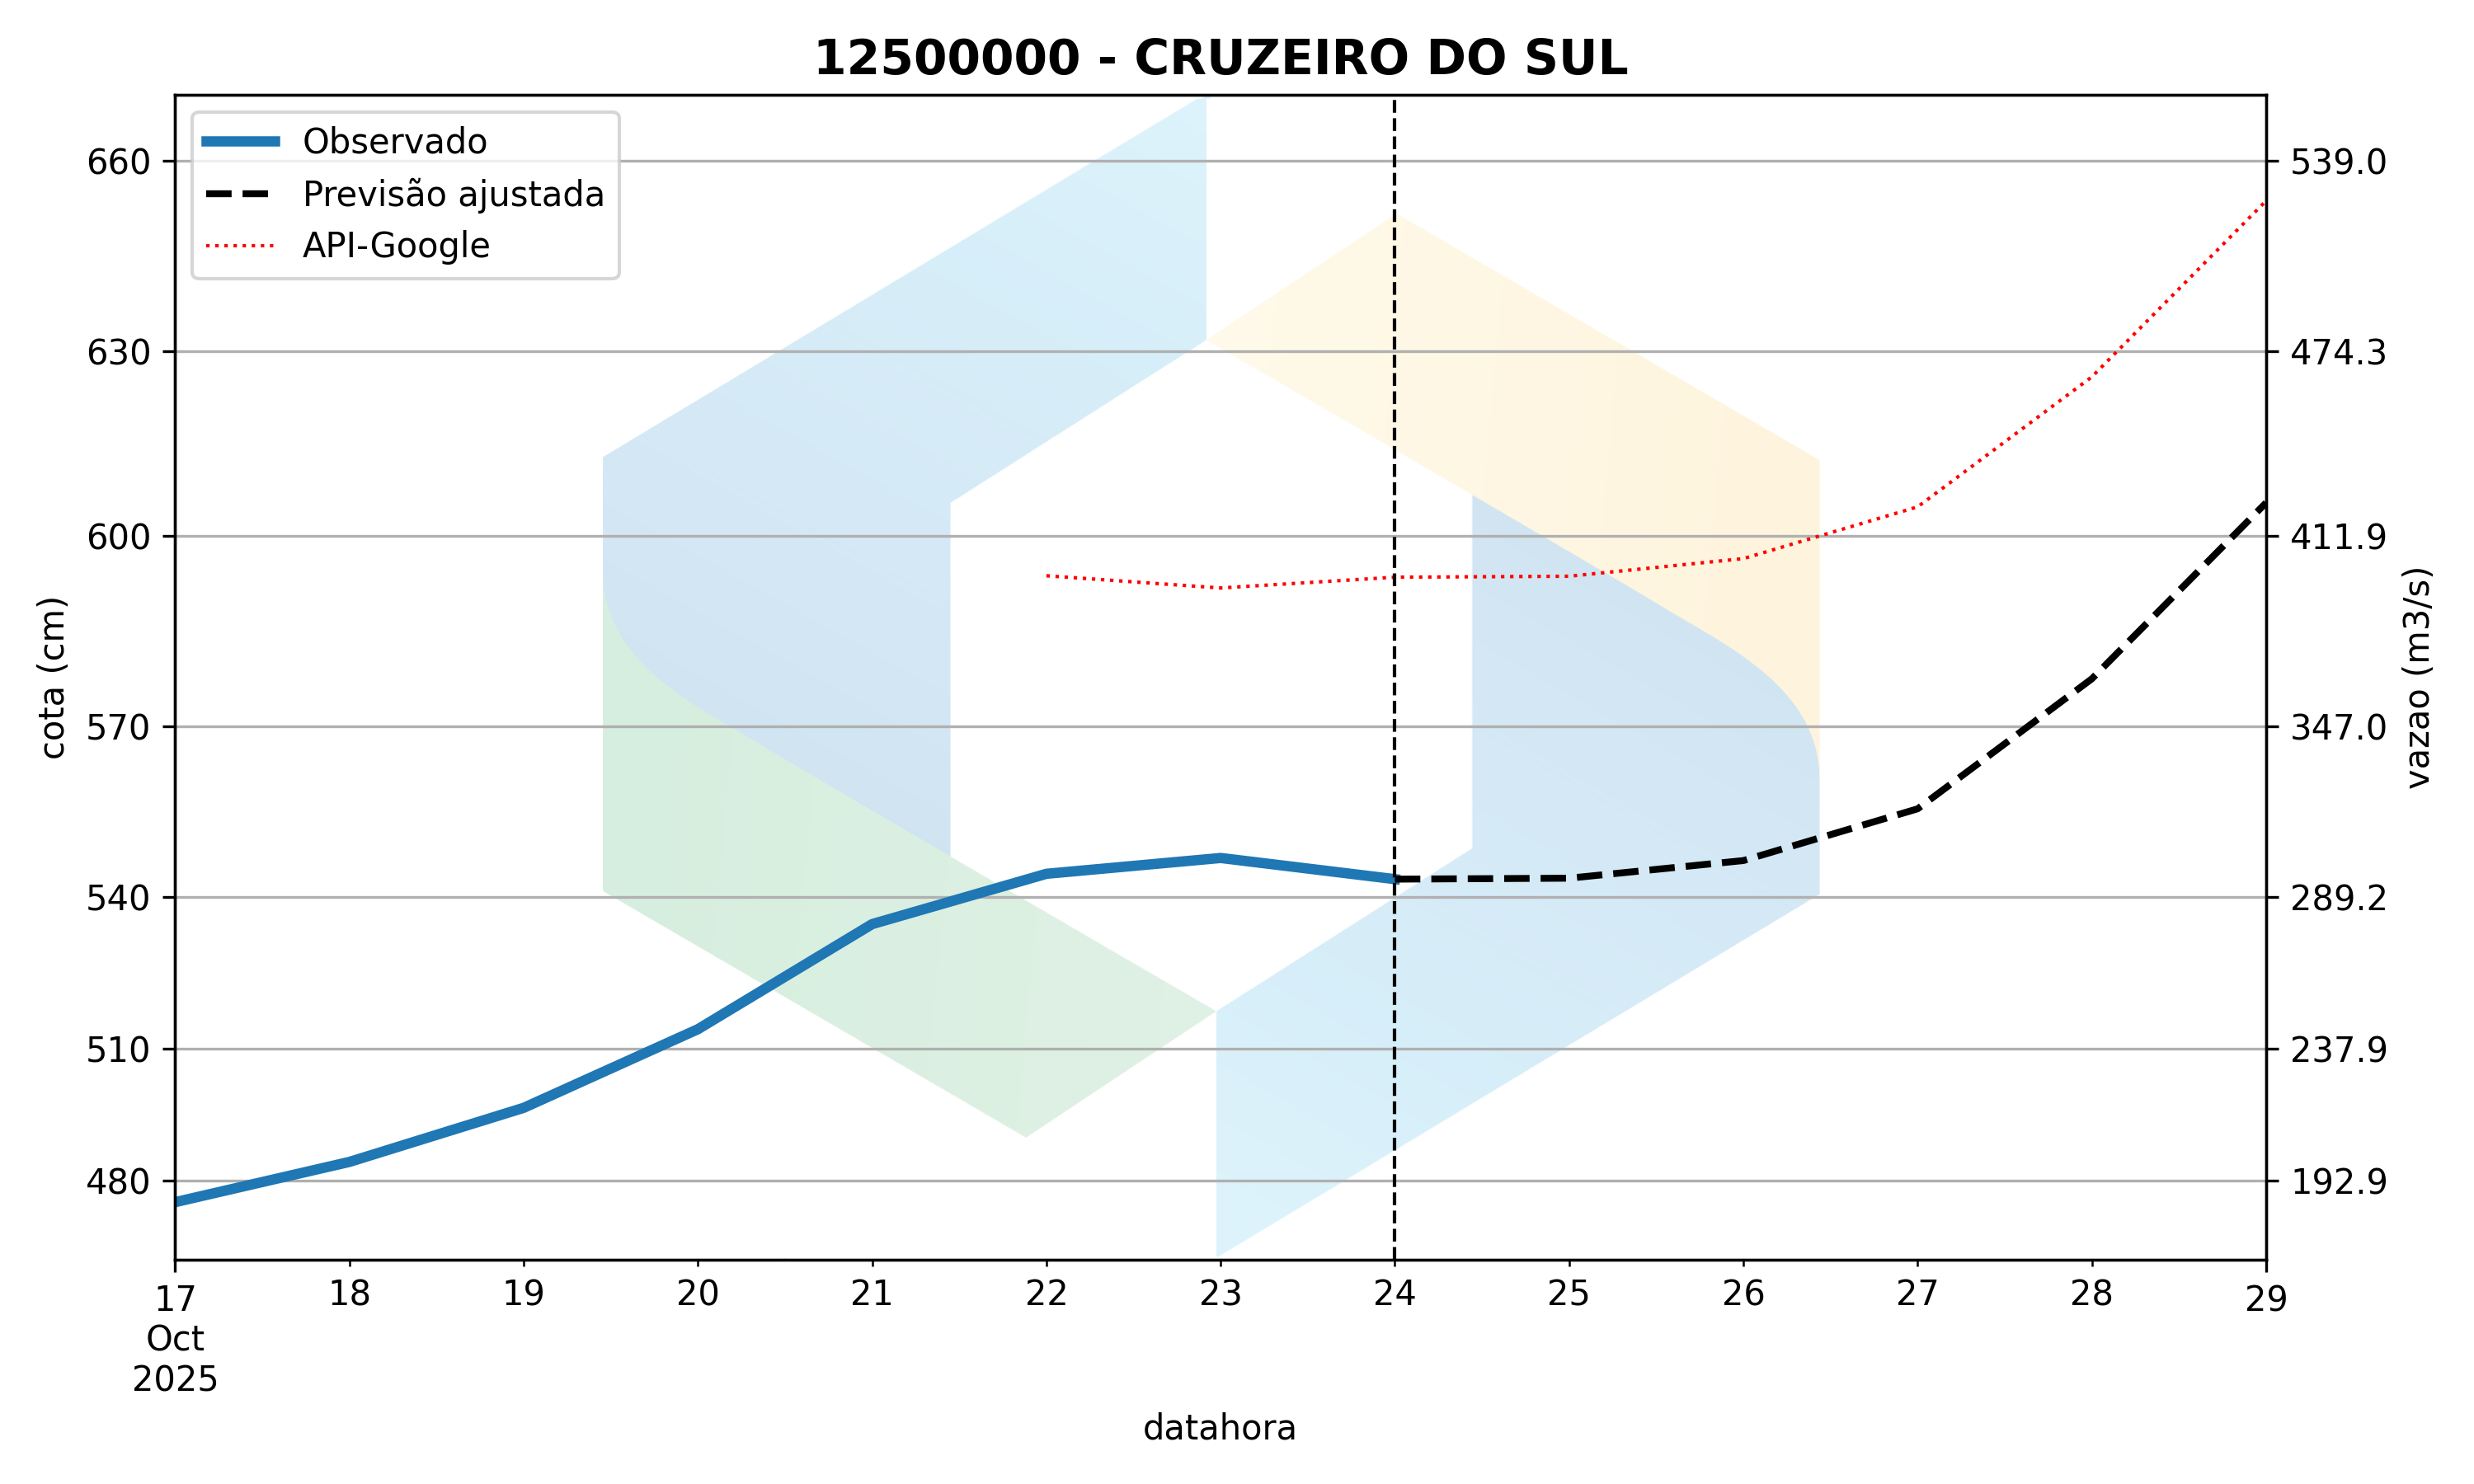 12500000 - CRUZEIRO DO SUL
Observado
Previsão ajustada
API-Google
660
630
600
570
540
510
480
cota (cm)
539.0
474.3
411.9
347.0
289.2
237.9
192.9
vazao (m3/s)
17 18 19 20 21 22 23 24 25 26 27 28 29
Oct
2025
datahora